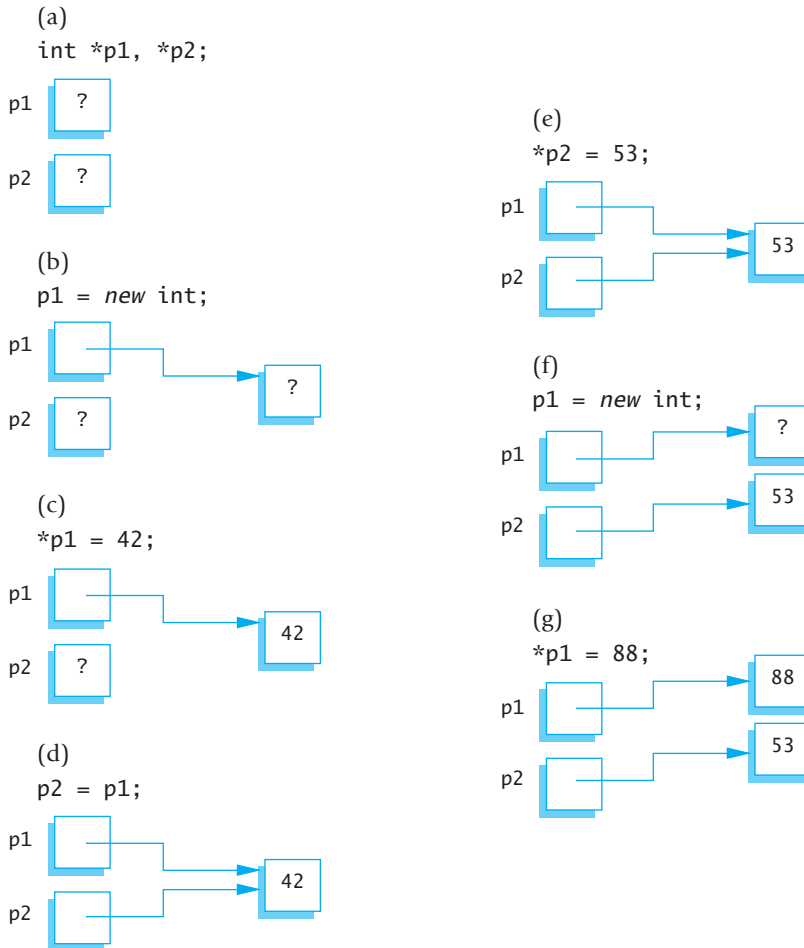 (a)
int *p1, *p2;
p1 ?
p2 ?
(b)
p1 = new int;
p1
?
p2 ?
(c)
*p1 = 42;
p1
42
p2 ?
(d)
p2 = p1;
p1
42
p2
(e)
*p2 = 53;
p1
53
p2
(f)
p1 = new int;
?
p1
53
p2
(g)
*p1 = 88;
88
p1
53
p2